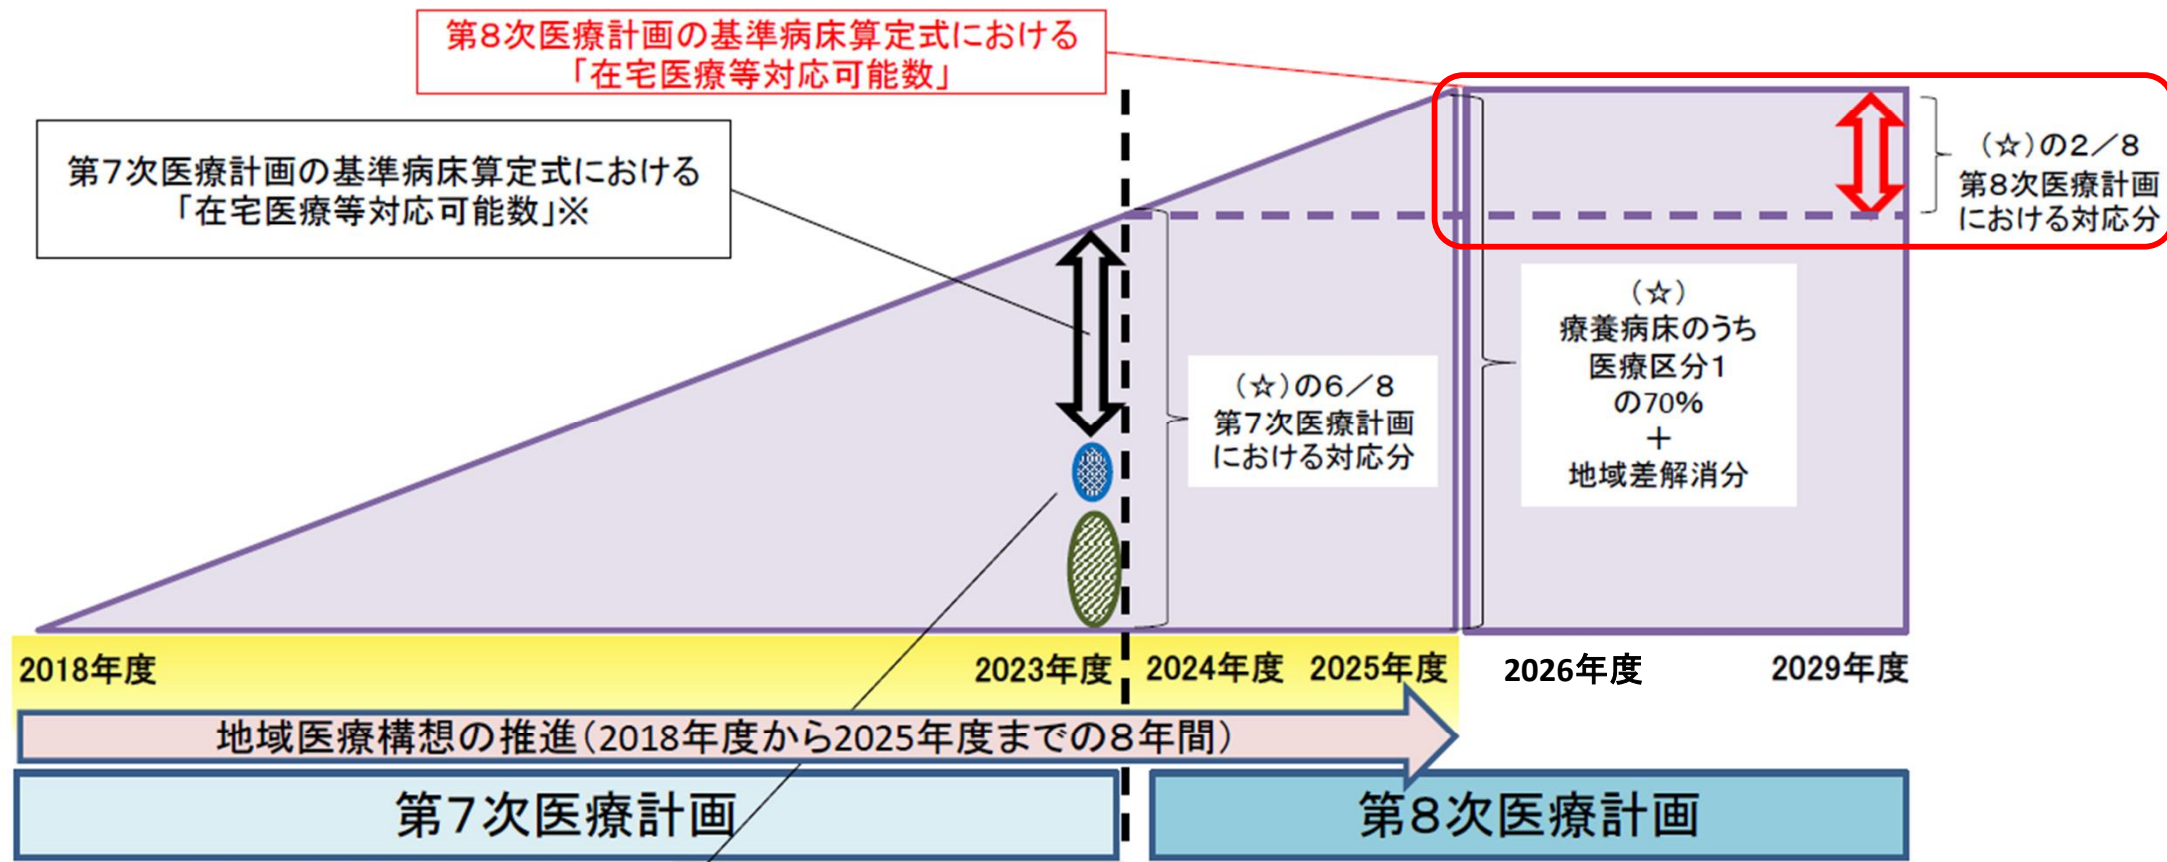 第8次医療計画の基準病床算定式における
「在宅医療等対応可能数」
第7次医療計画の基準病床算定式における
「在宅医療等対応可能数」※
(☆)の2/8
第8次医療計画
における対応分
(☆)
療養病床のうち
医療区分1
の70%
+
地域差解消分
(☆)の6/8
第7次医療計画
における対応分
2018年度
2023年度
2024年度
2025年度
2026年度
2029年度
地域医療構想の推進(2018年度から2025年度までの8年間)
第7次医療計画
第8次医療計画